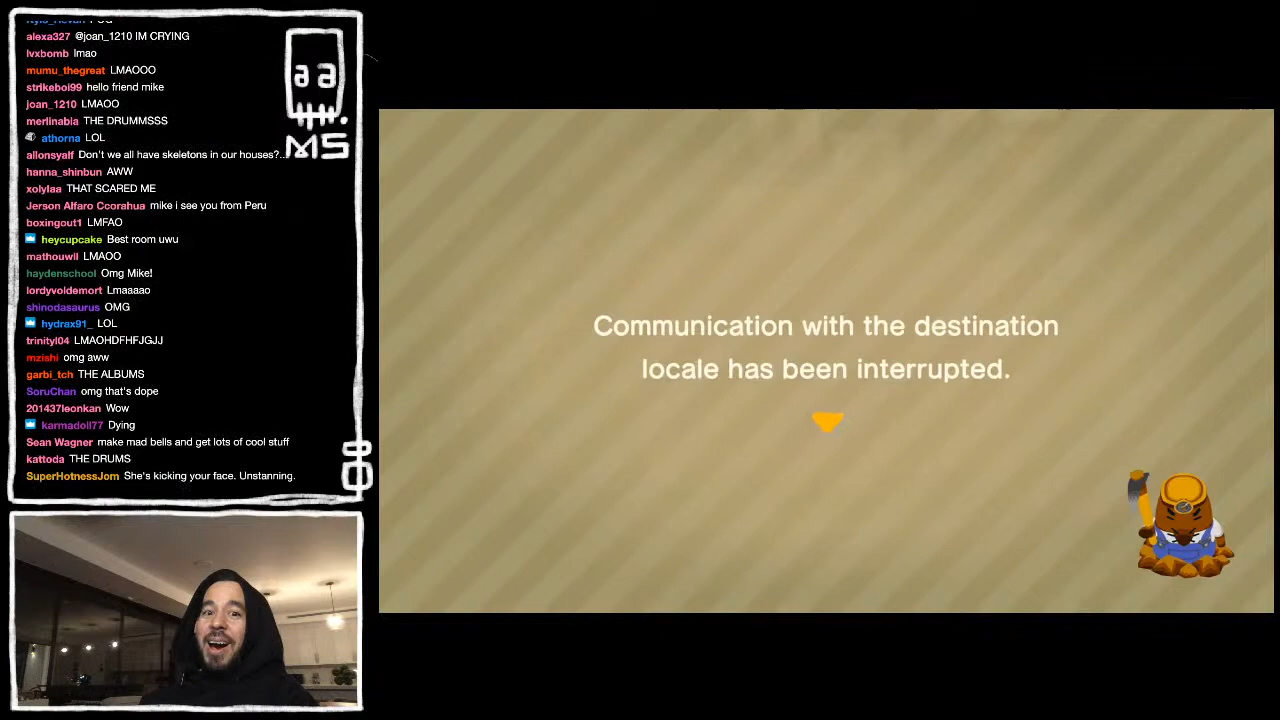 alexa327 @joan_1210 IM CRYING
lvxbomb lmao
mumu_thegreat LMAOOO
strikeboi99 hello friend mike
joan_1210 LMAOO
merlinabla THE DRUMMSSS
athorna LOL
allonsyalf Don't we all have skeletons in our houses?..
hanna_shinbun AWW
xolylaa THAT SCARED ME
Jerson Alfaro Ccorahua mike i see you from Peru
boxingout1 LMFAO
heycupcake Best room uwu
mathouwil LMAOO
haydenschool Omg Mike!
lordyvoldemort Lmaaaao
shinodasaurus OMG
hydrax91_ LOL
trinityl04 LMAOHDFHFJGJJ
mzishi omg aww
garbi_tch THE ALBUMS
SoruChan omg that's dope
201437leonkan Wow
karmadoll77 Dying
Sean Wagner make mad bells and get lots of cool stuff
kattoda THE DRUMS
SuperHotnessJom She's kicking your face. Unstanning.
MS
Communication with the destination
locale has been interrupted.